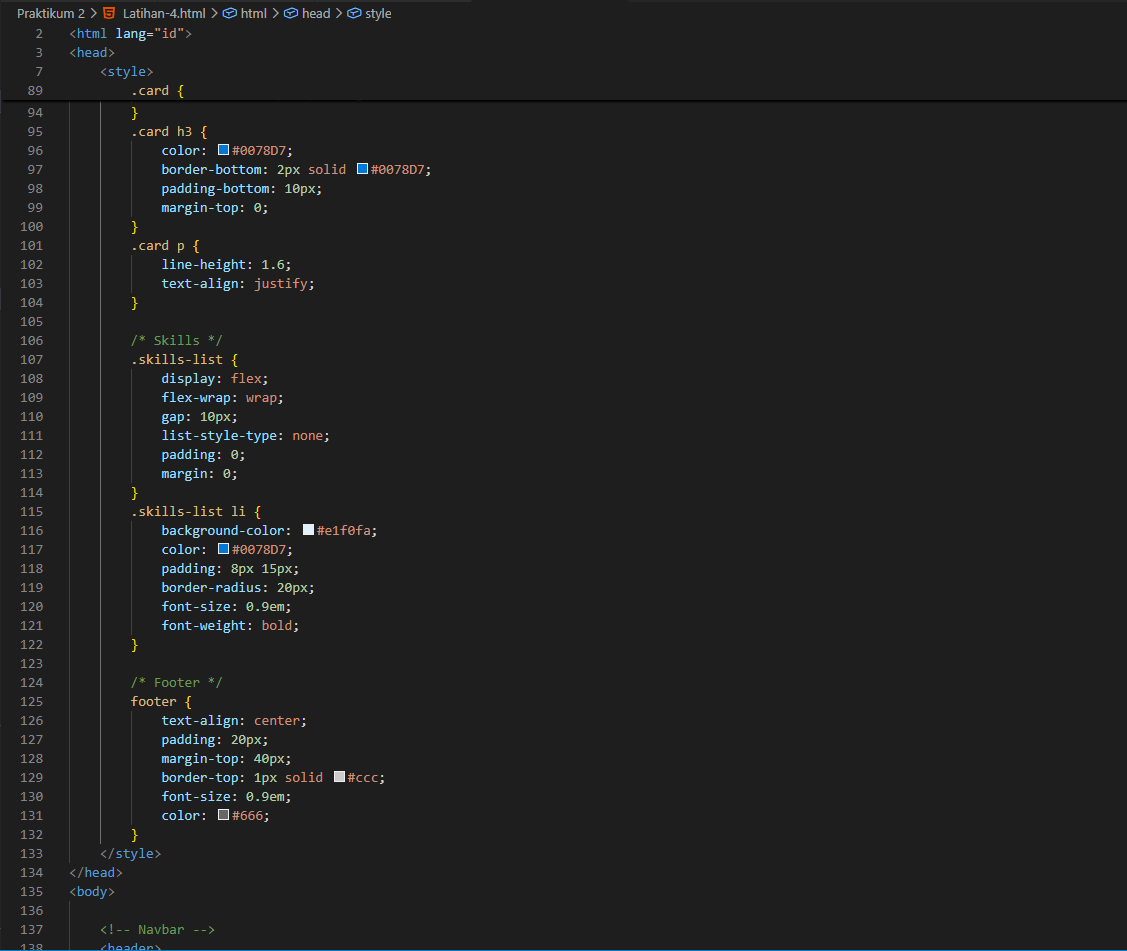 Praktikum 2 > Latihan-4.html > html > head > style
2 <html lang="id">
3 <head>
7 <style>
89 .card {
94 }
95 .card h3 {
96 color: #0078D7;
97 border-bottom: 2px solid #0078D7;
98 padding-bottom: 10px;
99 margin-top: 0;
100 }
101 .card p {
102 line-height: 1.6;
103 text-align: justify;
104 }
105
106 /* Skills */
107 .skills-list {
108 display: flex;
109 flex-wrap: wrap;
110 gap: 10px;
111 list-style-type: none;
112 padding: 0;
113 margin: 0;
114 }
115 .skills-list li {
116 background-color: #e1f0fa;
117 color: #0078D7;
118 padding: 8px 15px;
119 border-radius: 20px;
120 font-size: 0.9em;
121 font-weight: bold;
122 }
123
124 /* Footer */
125 footer {
126 text-align: center;
127 padding: 20px;
128 margin-top: 40px;
129 border-top: 1px solid #ccc;
130 font-size: 0.9em;
131 color: #666;
132 }
133 </style>
134 </head>
135 <body>
136
137 <!-- Navbar -->
138 <header>